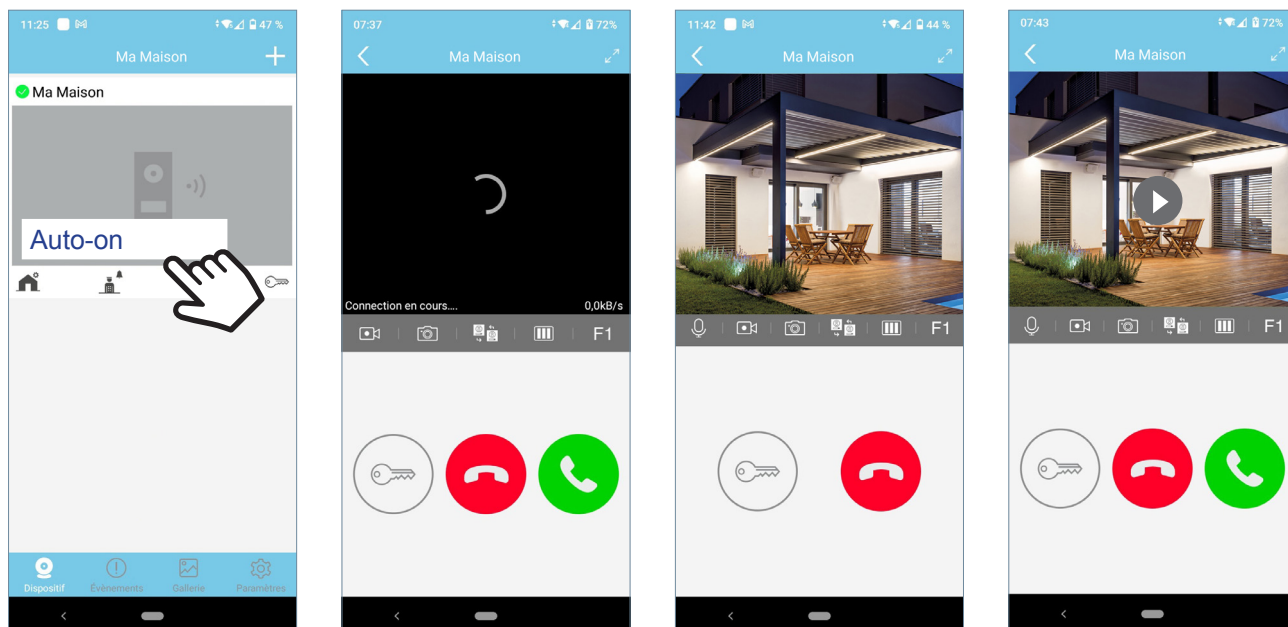 11:25 47 %
Ma Maison
Ma Maison
Auto-on
Dispositif Évènements Gallerie Paramètres
07:37 72%
Ma Maison
Connection en cours.... 0,0kB/s
F1
11:42 44 %
Ma Maison
F1
07:43 72%
Ma Maison
F1